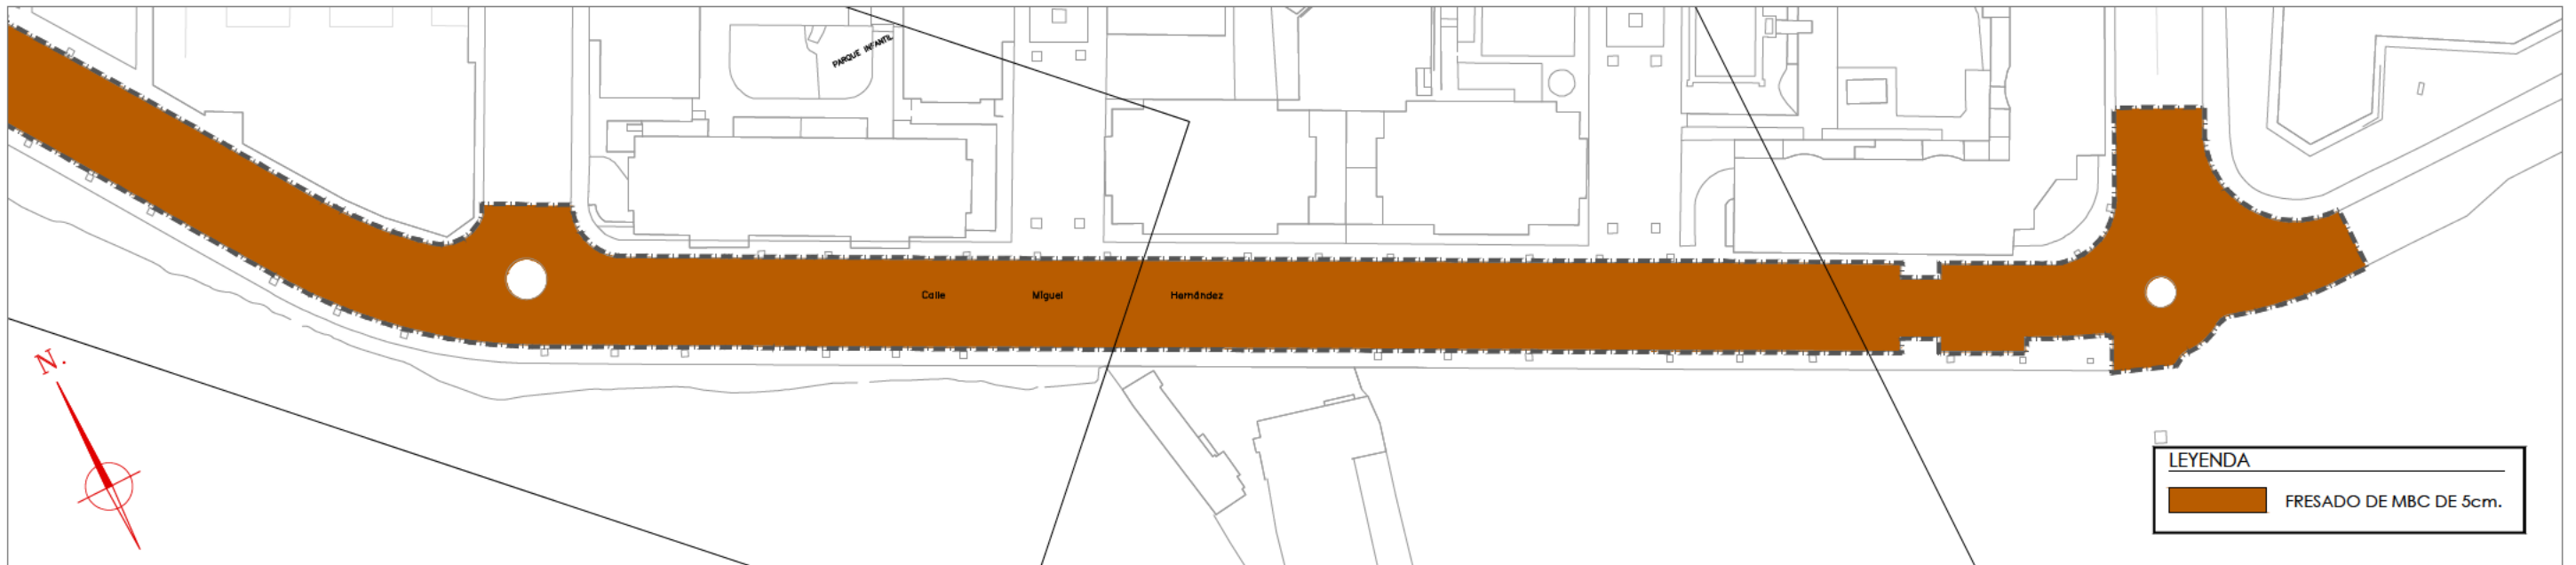 PARQUE INFANTIL
Calle Miguel Hernández
N.
LEYENDA
FRESADO DE MBC DE 5cm.